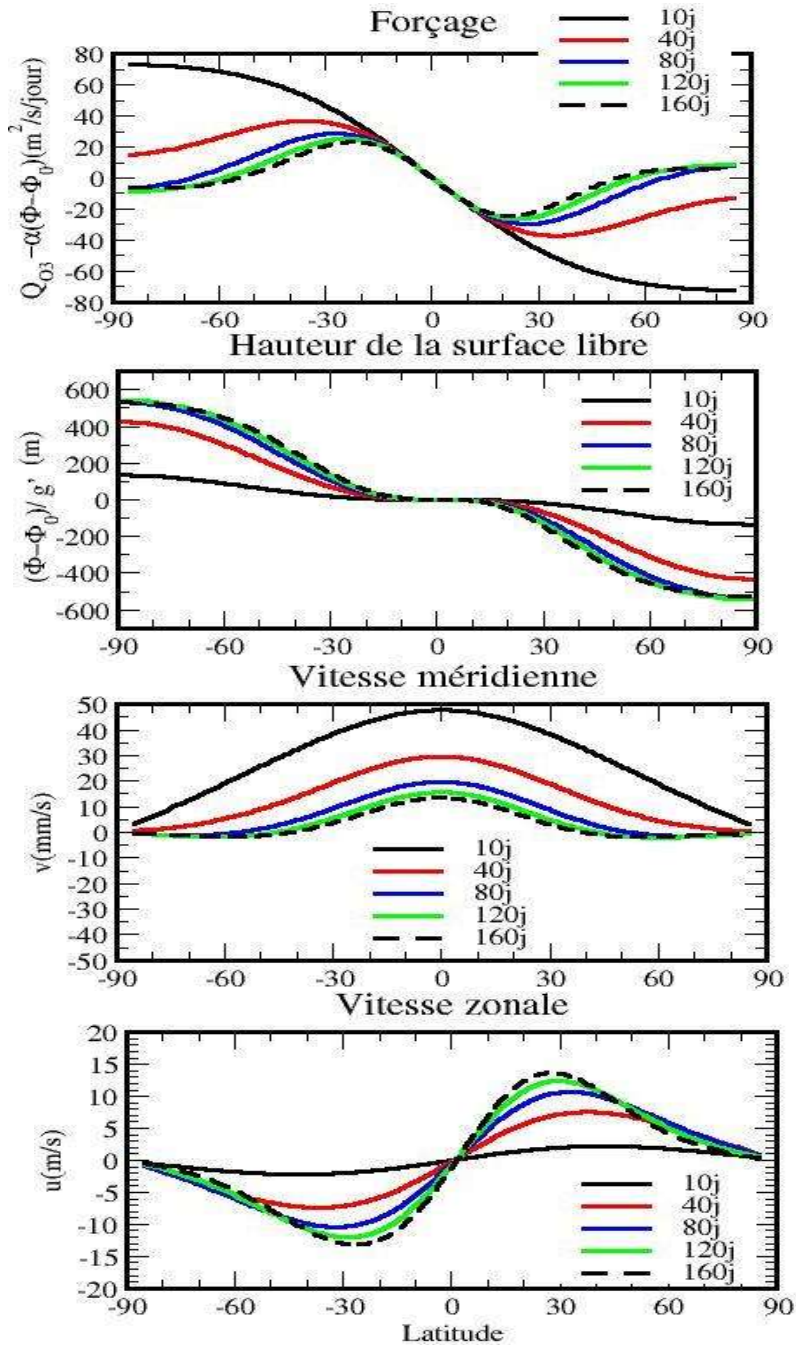 Forçage
10j
40j
80j
120j
160j
Q_O3 −α(Φ−Φ_0)(m²/s/jour)
80
60
40
20
0
-20
-40
-60
-80
-90 -60 -30 0 30 60 90
Hauteur de la surface libre
10j
40j
80j
120j
160j
(Φ−Φ_0)/ g' (m)
600
400
200
0
-200
-400
-600
-90 -60 -30 0 30 60 90
Vitesse méridienne
v(mm/s)
50
40
30
20
10
0
-10
-20
-30
-40
-50
10j
40j
80j
120j
160j
-90 -60 -30 0 30 60 90
Vitesse zonale
u(m/s)
20
15
10
5
0
-5
-10
-15
-20
10j
40j
80j
120j
160j
-90 -60 -30 0 30 60 90
Latitude